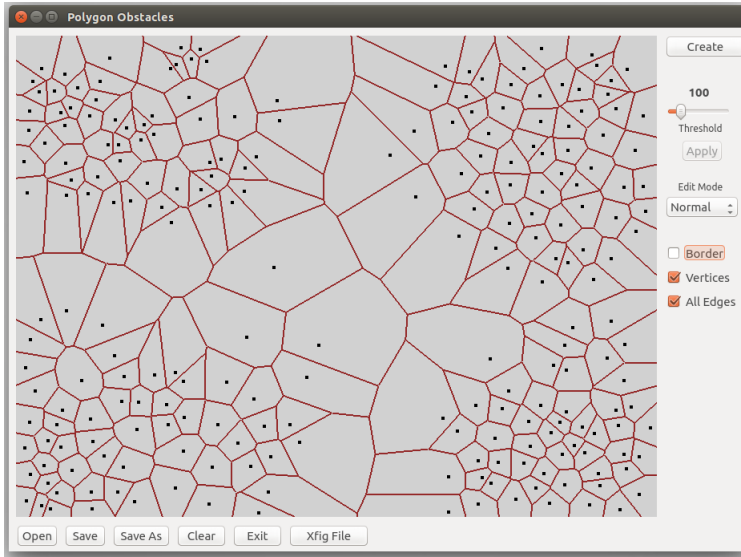 Polygon Obstacles
Create
100
Threshold
Apply
Edit Mode
Normal
Border
Vertices
All Edges
Open Save Save As Clear Exit Xfig File